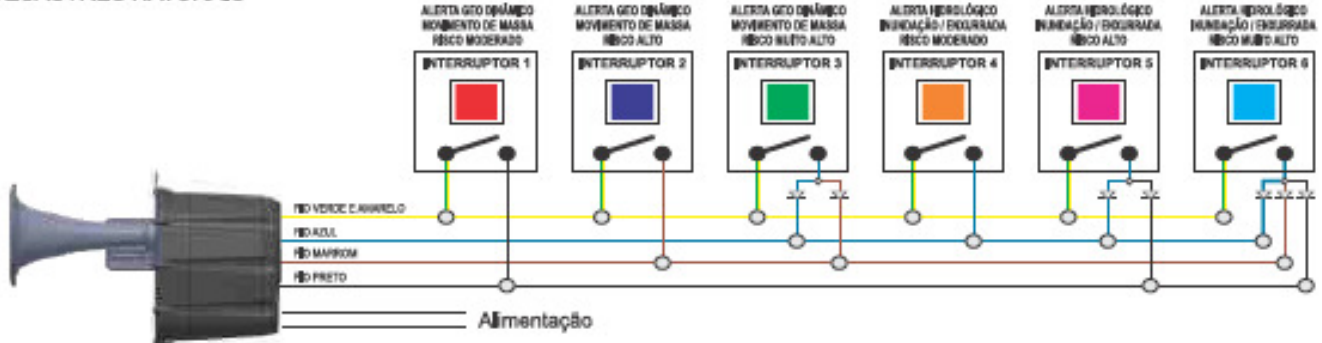 ALERTA GEO DINÂMICO
MOVIMENTO DE MASSA
RISCO MODERADO
INTERRUPTOR 1
ALERTA GEO DINÂMICO
MOVIMENTO DE MASSA
RISCO ALTO
INTERRUPTOR 2
ALERTA GEO DINÂMICO
MOVIMENTO DE MASSA
RISCO MUITO ALTO
INTERRUPTOR 3
ALERTA HIDROLÓGICO
INUNDAÇÃO / ENXURRADA
RISCO MODERADO
INTERRUPTOR 4
ALERTA HIDROLÓGICO
INUNDAÇÃO / ENXURRADA
RISCO ALTO
INTERRUPTOR 5
ALERTA HIDROLÓGICO
INUNDAÇÃO / ENXURRADA
RISCO MUITO ALTO
INTERRUPTOR 6
FIO VERDE E AMARELO
FIO AZUL
FIO MARROM
FIO PRETO
Alimentação